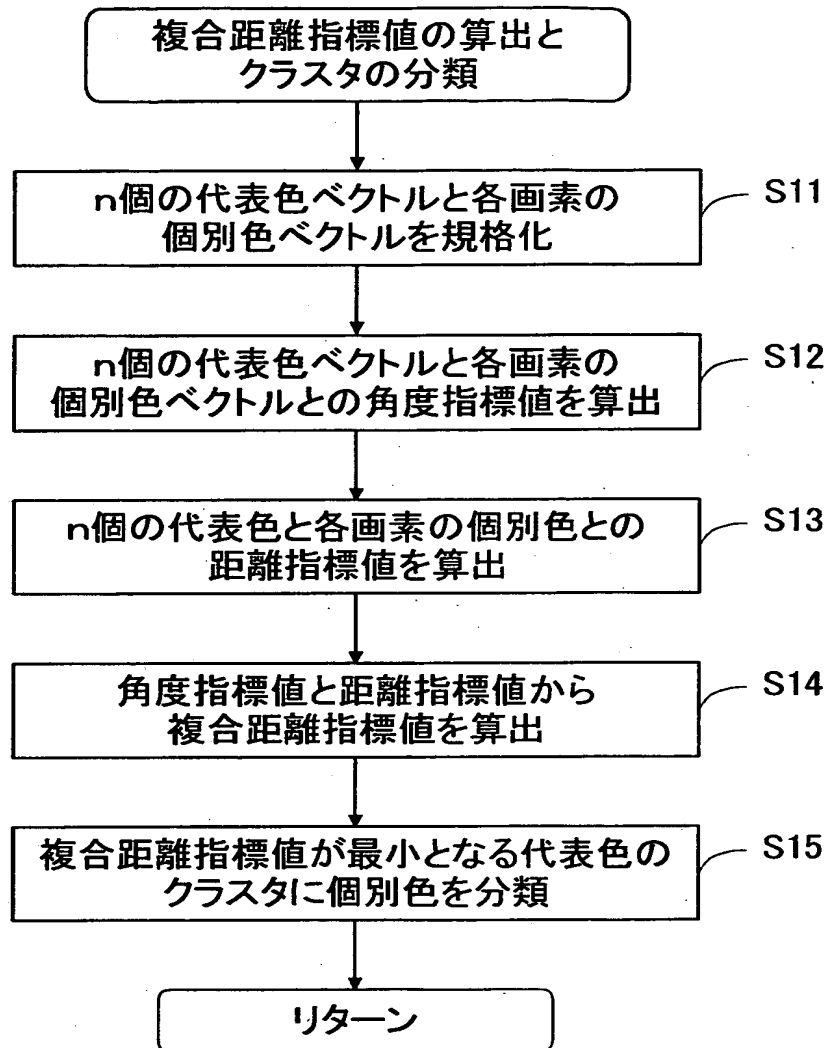 複合距離指標値の算出と
クラスタの分類
n個の代表色ベクトルと各画素の
個別色ベクトルを規格化
S11
n個の代表色ベクトルと各画素の
個別色ベクトルとの角度指標値を算出
S12
n個の代表色と各画素の個別色との
距離指標値を算出
S13
角度指標値と距離指標値から
複合距離指標値を算出
S14
複合距離指標値が最小となる代表色の
クラスタに個別色を分類
S15
リターン